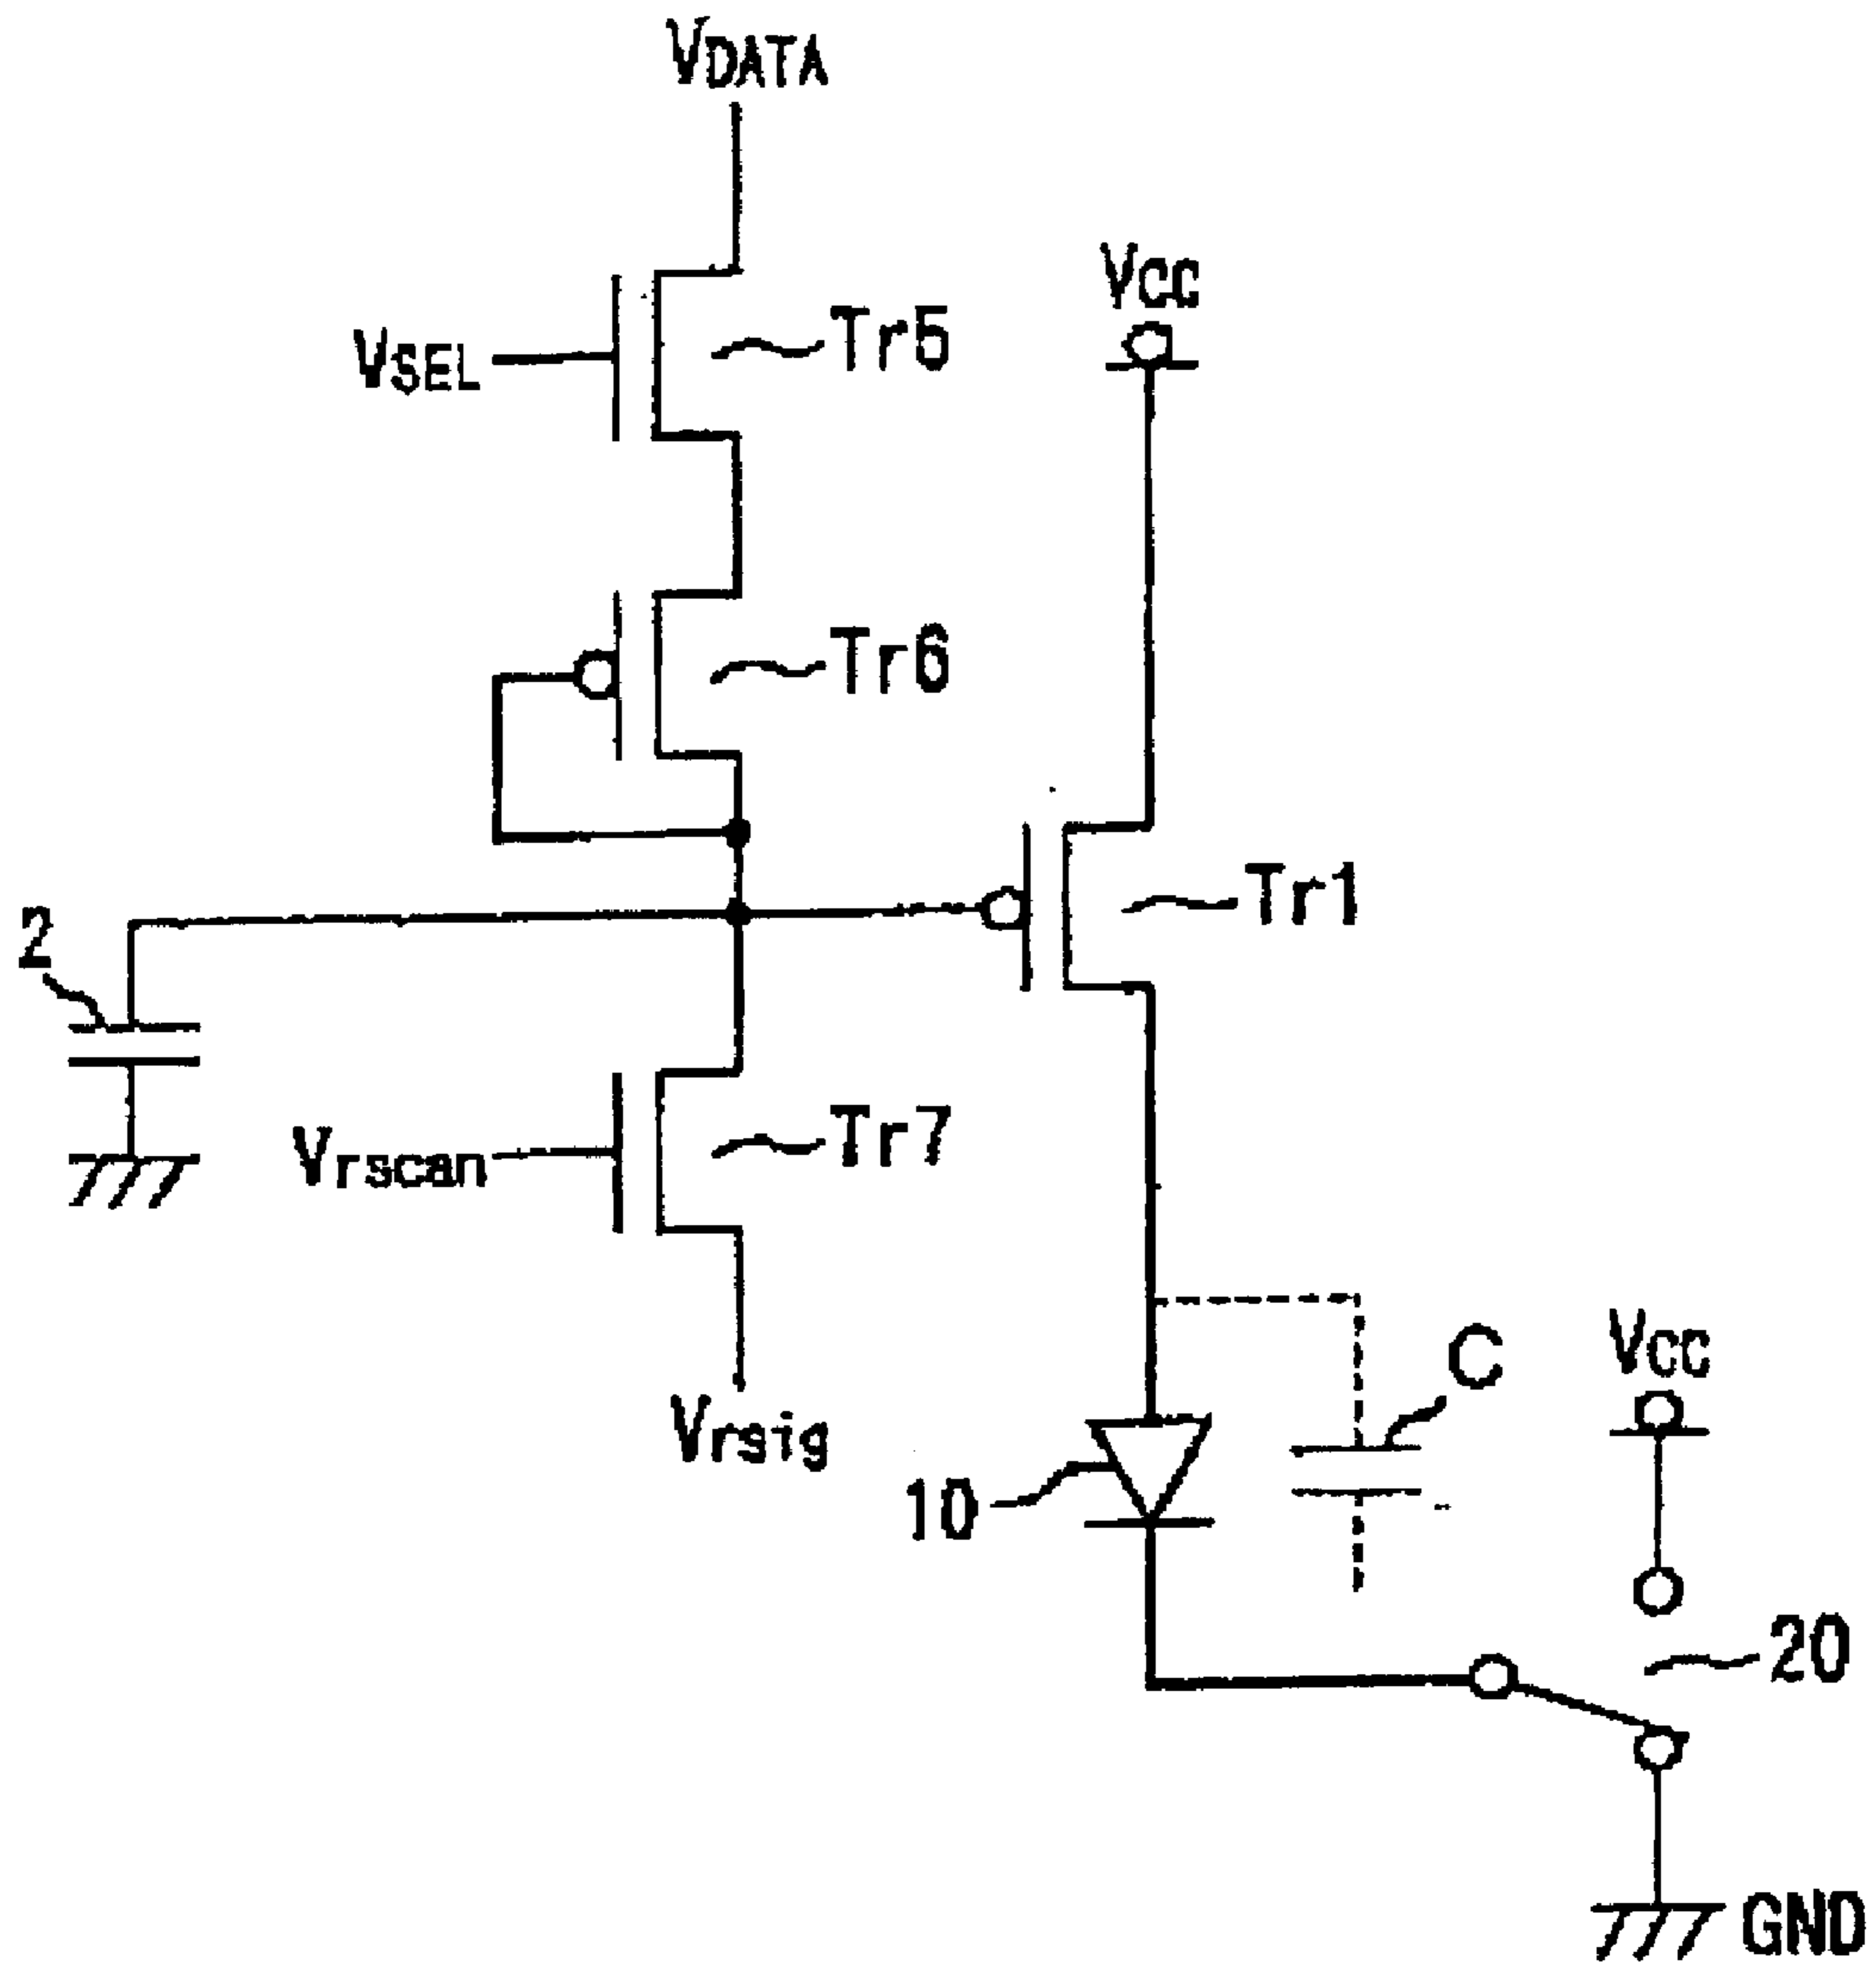 VDATA
VCC
VSEL
Tr5
Tr6
Tr1
2
Vrscan
Tr7
Vrsig
C
VCC
10
20
GND